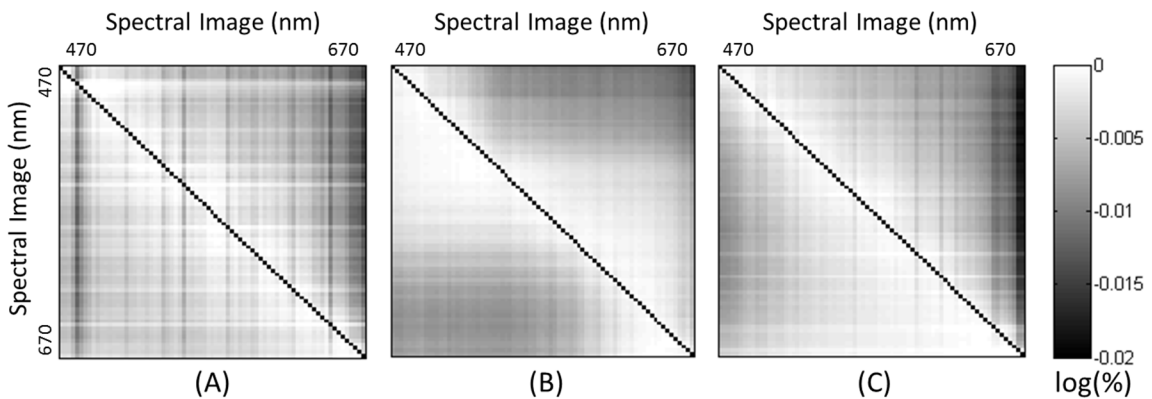 Spectral Image (nm) Spectral Image (nm) Spectral Image (nm)
470 670 470 670 470 670
Spectral Image (nm)
470
670
0
-0.005
-0.01
-0.015
-0.02
(A) (B) (C) log(%)